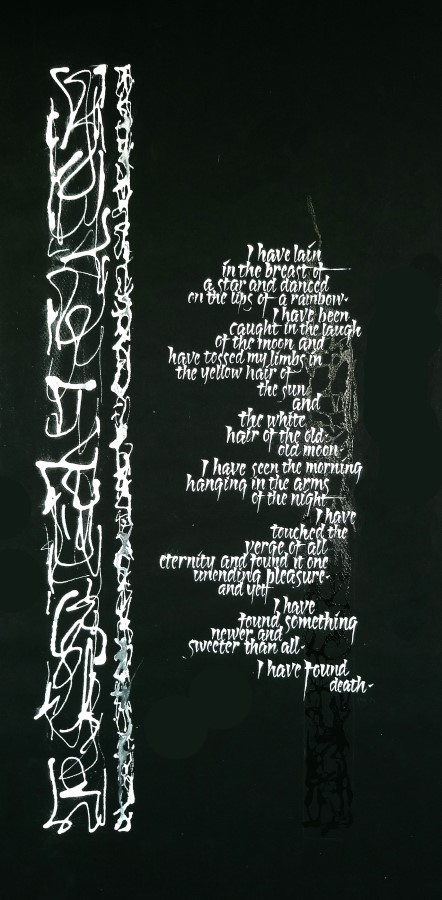 I have lain
in the breast of
a star and danced
on the lips of a rainbow-
I have been
caught in the laugh
of the moon and
have tossed my limbs in
the yellow hair of
the sun
and
the white
hair of the old-
old moon-
I have seen the morning
hanging in the arms
of the night
I have
touched the
verge of all
eternity and found it one
unending pleasure-
and yet
I have
found something
newer and
sweeter than all-
I have found
death-